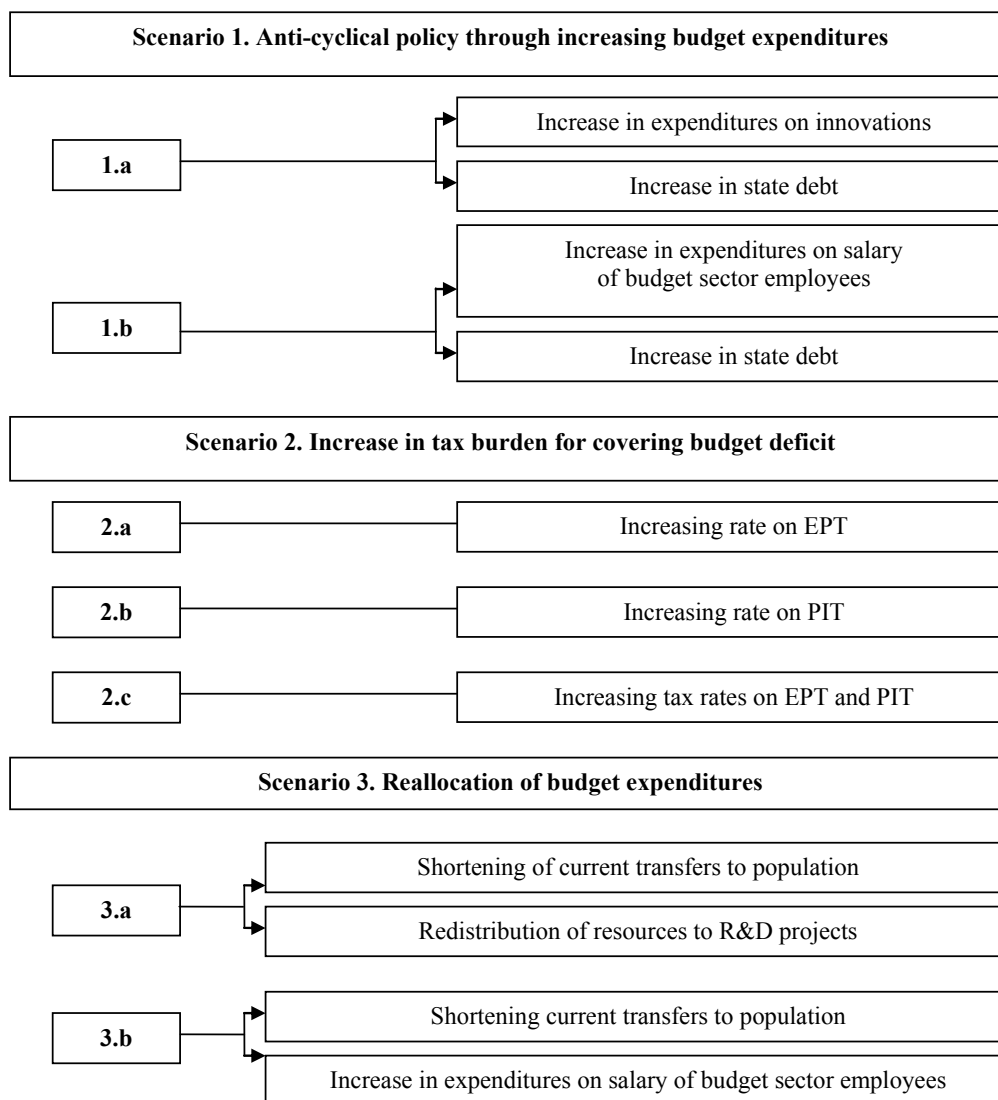 Scenario 1. Anti-cyclical policy through increasing budget expenditures
1.a
Increase in expenditures on innovations
Increase in state debt
1.b
Increase in expenditures on salary
of budget sector employees
Increase in state debt
Scenario 2. Increase in tax burden for covering budget deficit
2.a
Increasing rate on EPT
2.b
Increasing rate on PIT
2.c
Increasing tax rates on EPT and PIT
Scenario 3. Reallocation of budget expenditures
3.a
Shortening of current transfers to population
Redistribution of resources to R&D projects
3.b
Shortening current transfers to population
Increase in expenditures on salary of budget sector employees